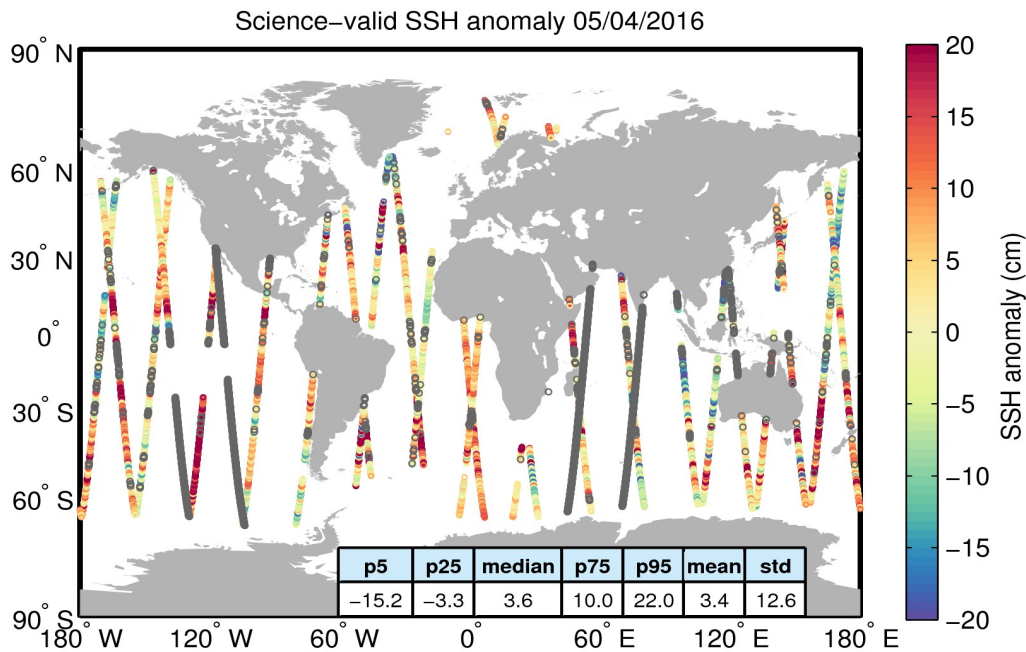 Science−valid SSH anomaly 05/04/2016
90° N
60° N
30° N
0°
30° S
60° S
90° S
180° W
120° W
60° W
0°
60° E
120° E
180° E
p5 p25 median p75 p95 mean std
−15.2 −3.3 3.6 10.0 22.0 3.4 12.6
20
15
10
5
0
−5
−10
−15
−20
SSH anomaly (cm)